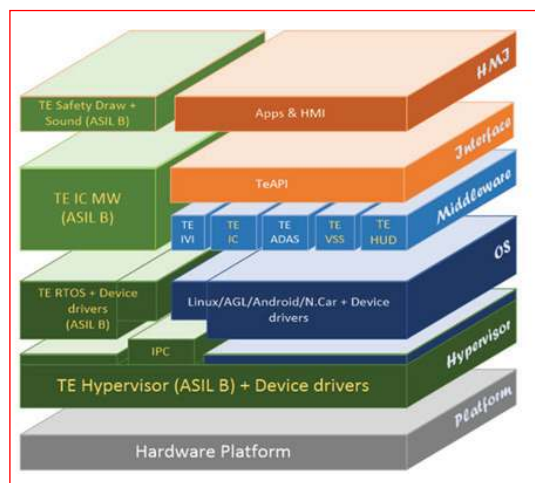 HMI
TE Safety Draw +
Sound (ASIL B)
Apps & HMI
Interface
TeAPI
TE IC MW
(ASIL B)
Middleware
TE
IVI
TE
IC
TE
ADAS
TE
VSS
TE
HUD
OS
TE RTOS + Device
drivers
(ASIL B)
Linux/AGL/Android/N.Car + Device
drivers
Hypervisor
IPC
TE Hypervisor (ASIL B) + Device drivers
Platform
Hardware Platform